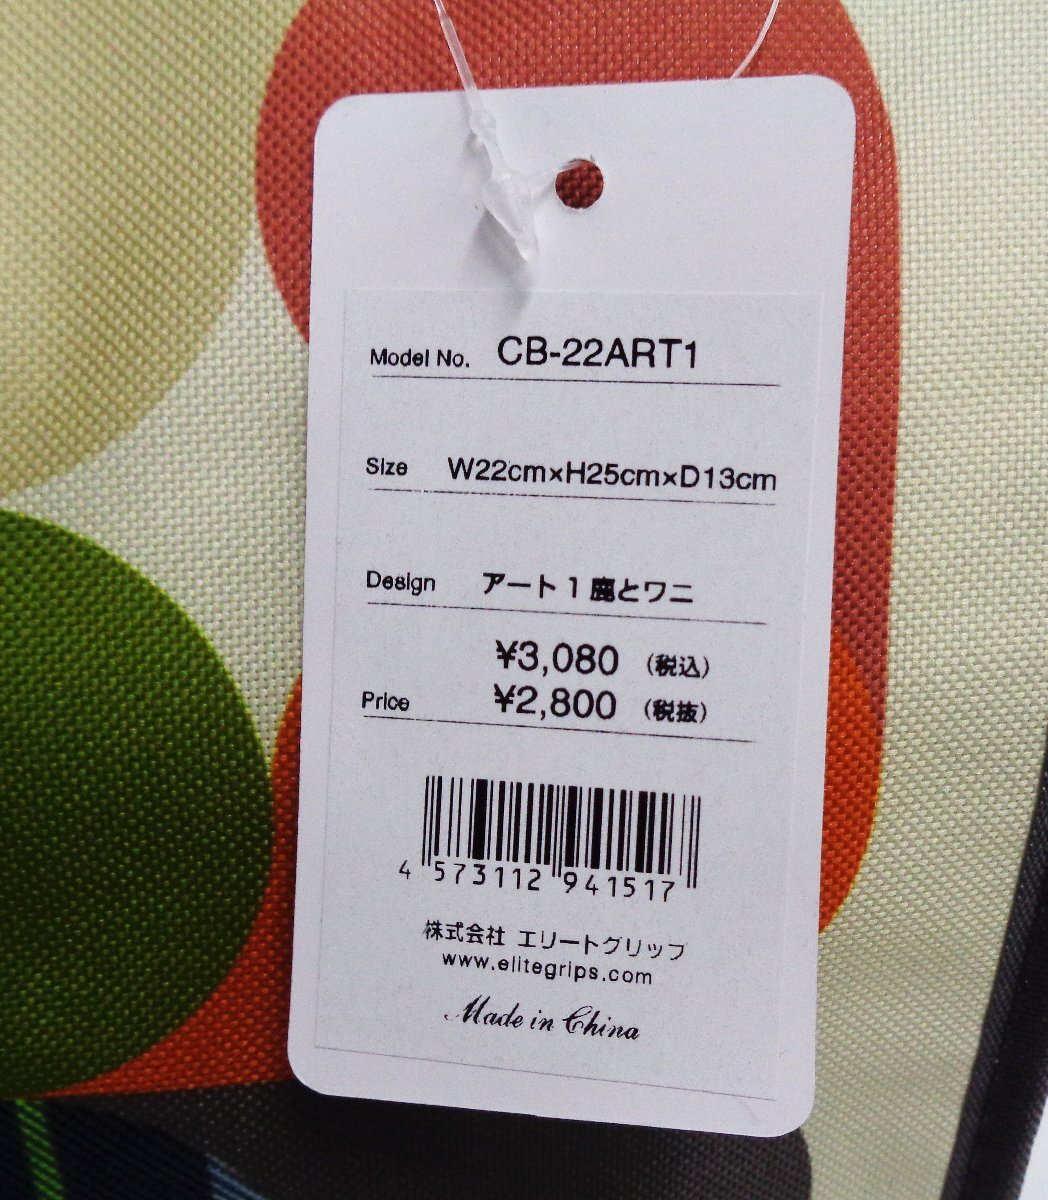 Model No. CB-22ART1
Size W22cm×H25cm×D13cm
Design アート1 鹿とワニ
¥3,080 (税込)
Price ¥2,800 (税抜)
4 573112 941517
株式会社 エリートグリップ
www.elitegrips.com
Made in China